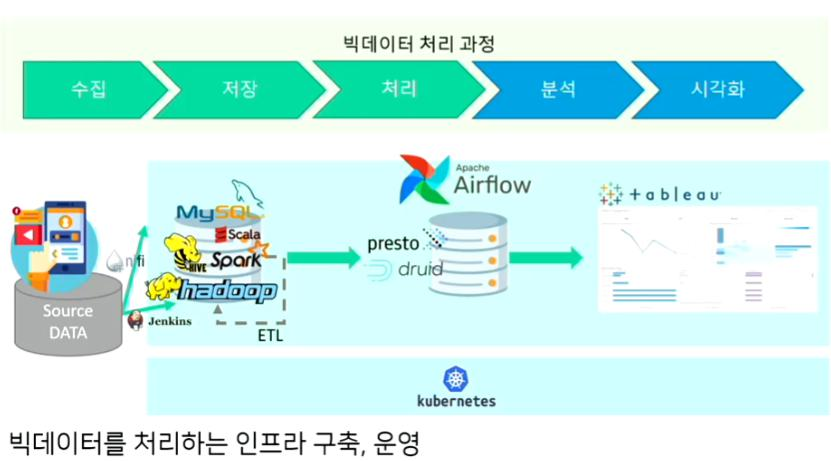 빅데이터 처리 과정
수집
저장
처리
분석
시각화
Apache
Airflow
+ableau
MySQL
Scala
presto
nifi
HIVE
Spark
druid
hadoop
Source
DATA
Jenkins
ETL
kubernetes
빅데이터를 처리하는 인프라 구축, 운영